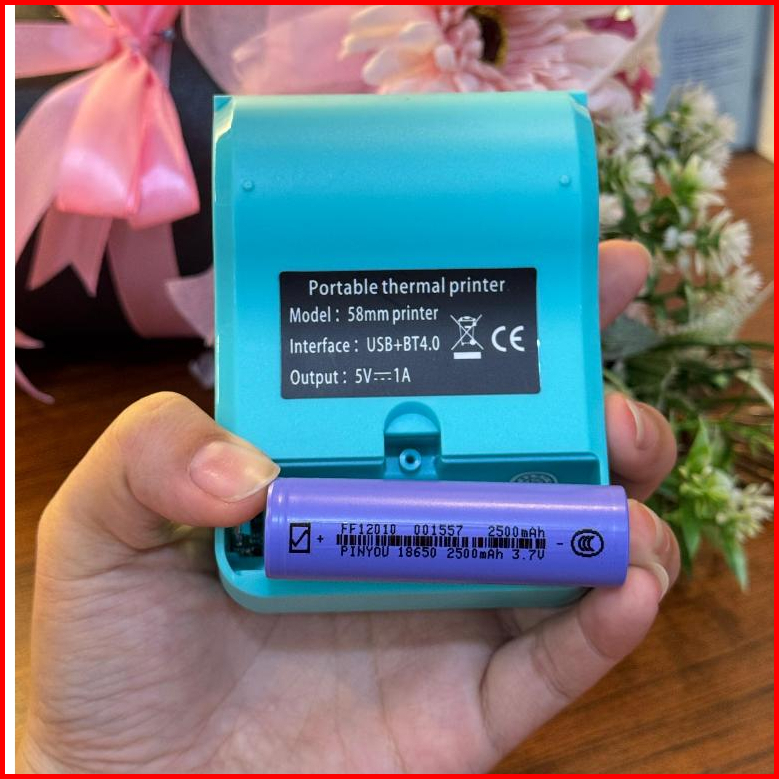 Portable thermal printer
Model : 58mm printer
Interface : USB+BT4.0
Output : 5V⎓1A
CE
FF12010 001557 2500mAh
+ -
PINYOU 18650 2500mAh 3.7V
CCC